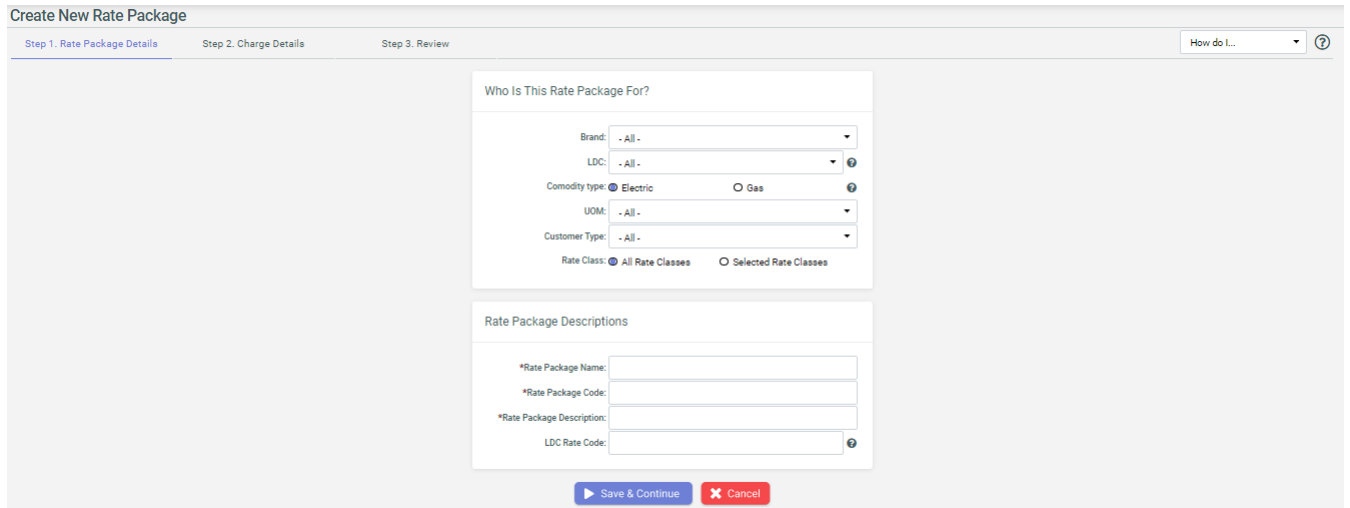 Create New Rate Package
Step 1. Rate Package Details Step 2. Charge Details Step 3. Review How do I... ?
Who Is This Rate Package For?
Brand: - All -
LDC: - All - ?
Comodity type: Electric Gas ?
UOM: - All -
Customer Type: - All -
Rate Class: All Rate Classes Selected Rate Classes
Rate Package Descriptions
*Rate Package Name:
*Rate Package Code:
*Rate Package Description:
LDC Rate Code: ?
Save & Continue Cancel